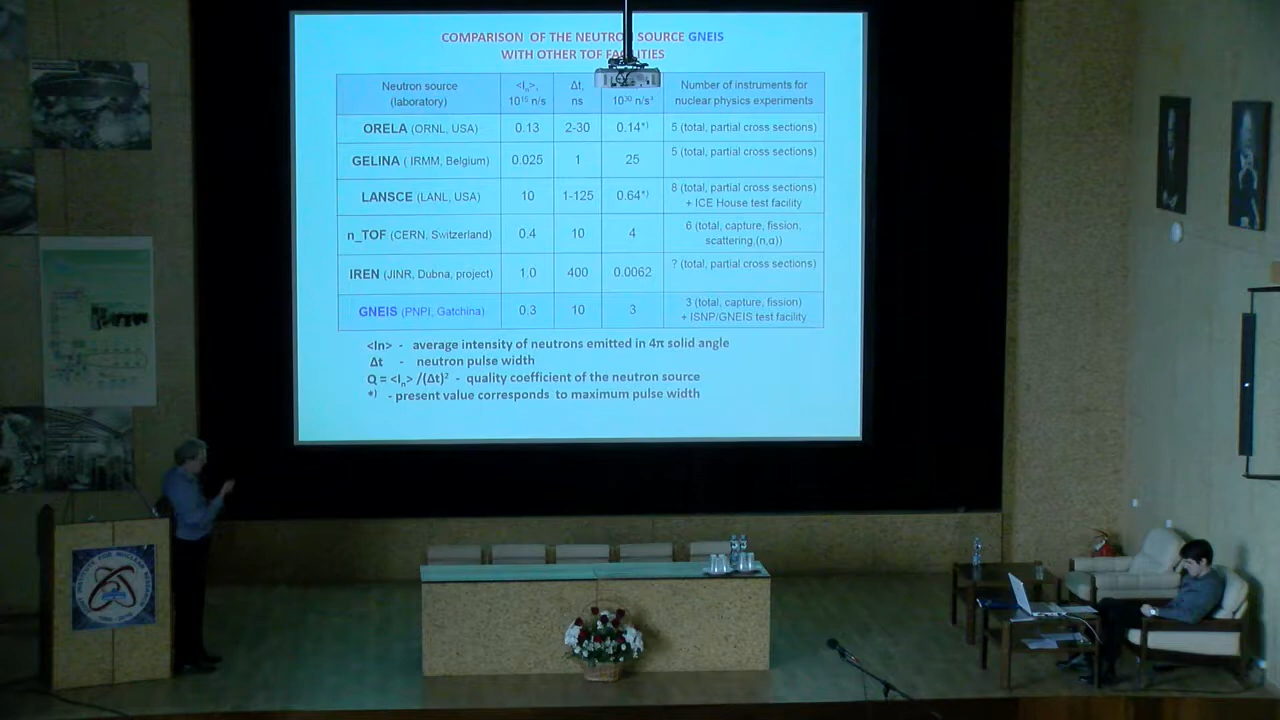 COMPARISON OF THE NEUTRON SOURCE GNEIS
WITH OTHER TOF FACILITIES
Neutron source
(laboratory)
<Iₙ>,
10¹⁵ n/s
Δt,
ns
10³⁰ n/s³
Number of instruments for
nuclear physics experiments
ORELA (ORNL, USA) 0.13 2-30 0.14*⁾ 5 (total, partial cross sections)
GELINA ( IRMM, Belgium) 0.025 1 25 5 (total, partial cross sections)
LANSCE (LANL, USA) 10 1-125 0.64*⁾ 8 (total, partial cross sections)
+ ICE House test facility
n_TOF (CERN, Switzerland) 0.4 10 4 6 (total, capture, fission,
scattering,(n,α))
IREN (JINR, Dubna, project) 1.0 400 0.0062 ? (total, partial cross sections)
GNEIS (PNPI, Gatchina) 0.3 10 3 3 (total, capture, fission)
+ ISNP/GNEIS test facility
<In> - average intensity of neutrons emitted in 4π solid angle
Δt - neutron pulse width
Q = <Iₙ> /(Δt)² - quality coefficient of the neutron source
*⁾ - present value corresponds to maximum pulse width
FOR NUCLEAR